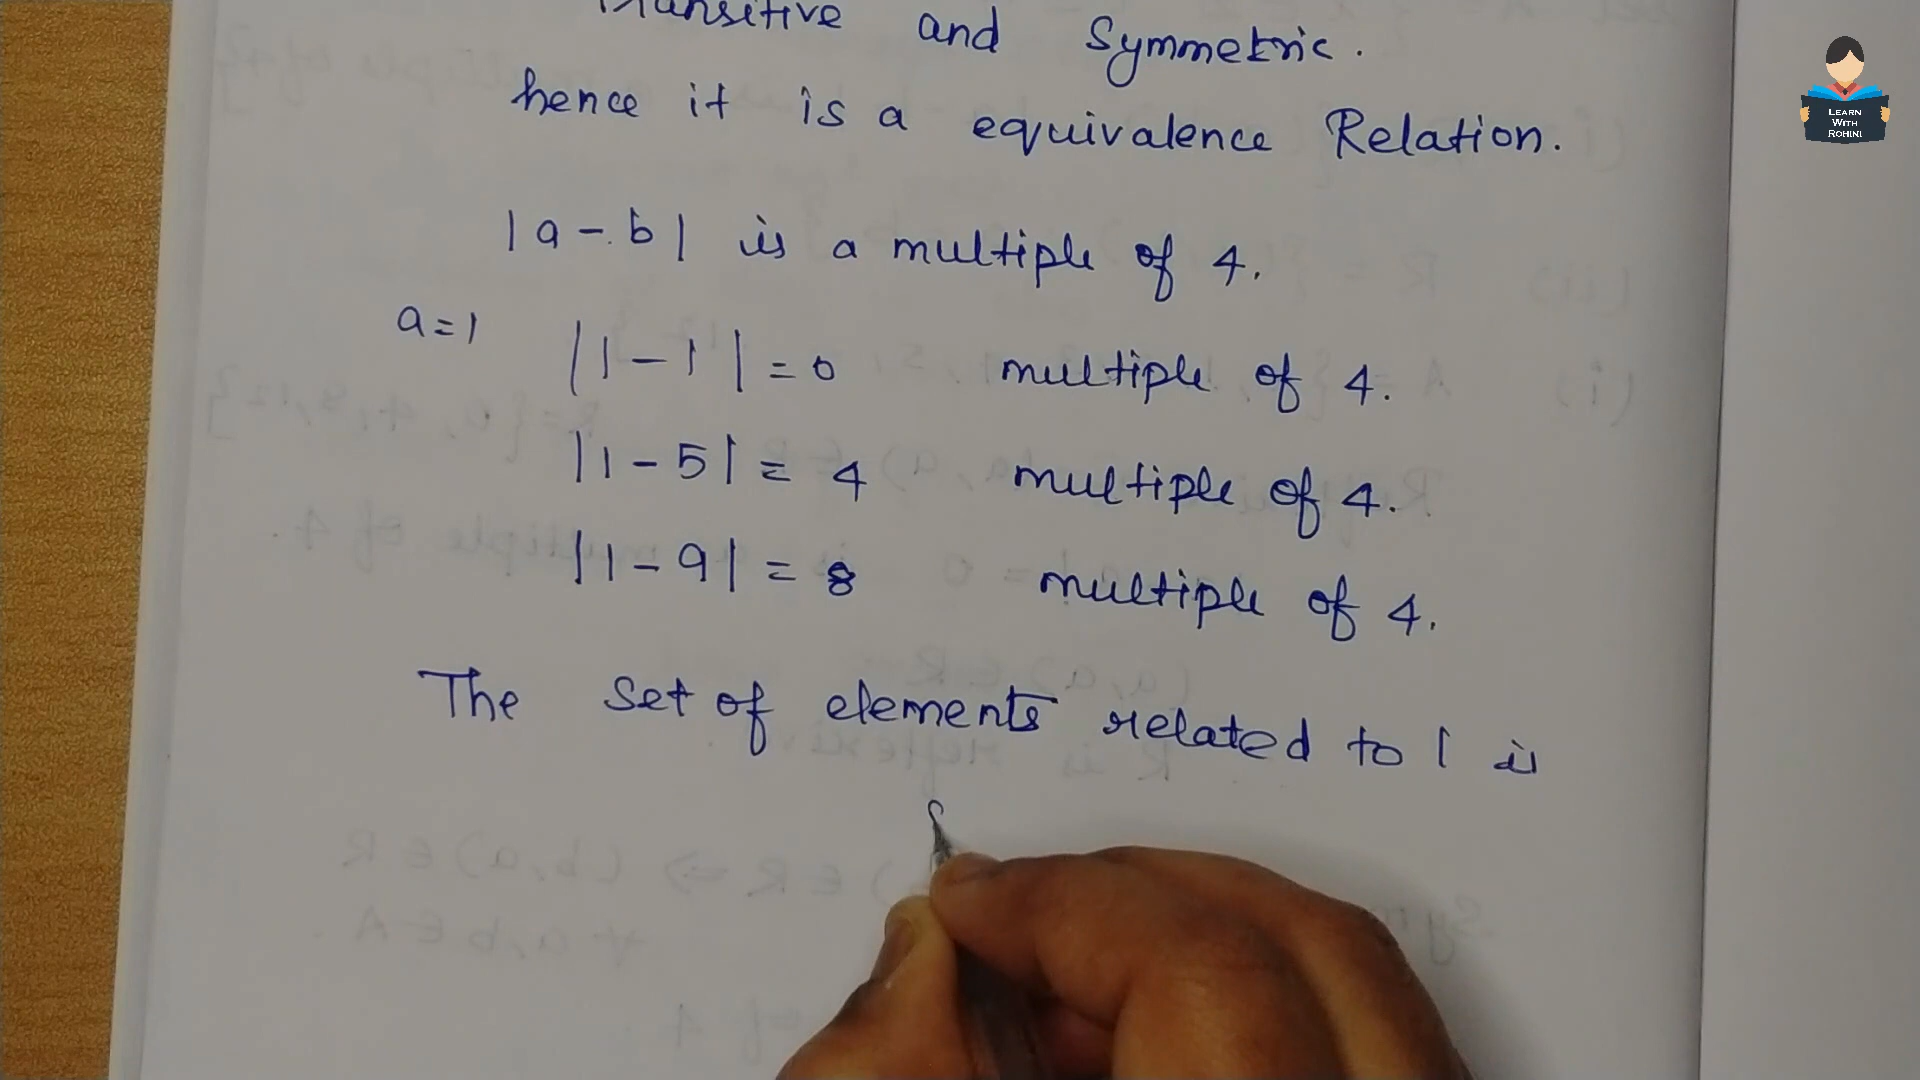 Transitive and Symmetric.
hence it is a equivalence Relation.
|a-b| is a multiple of 4.
a=1 |1-1| = 0 multiple of 4.
|1-5| = 4 multiple of 4.
|1-9| = 8 multiple of 4.
The set of elements related to 1 is
LEARN
WITH
ROHINI